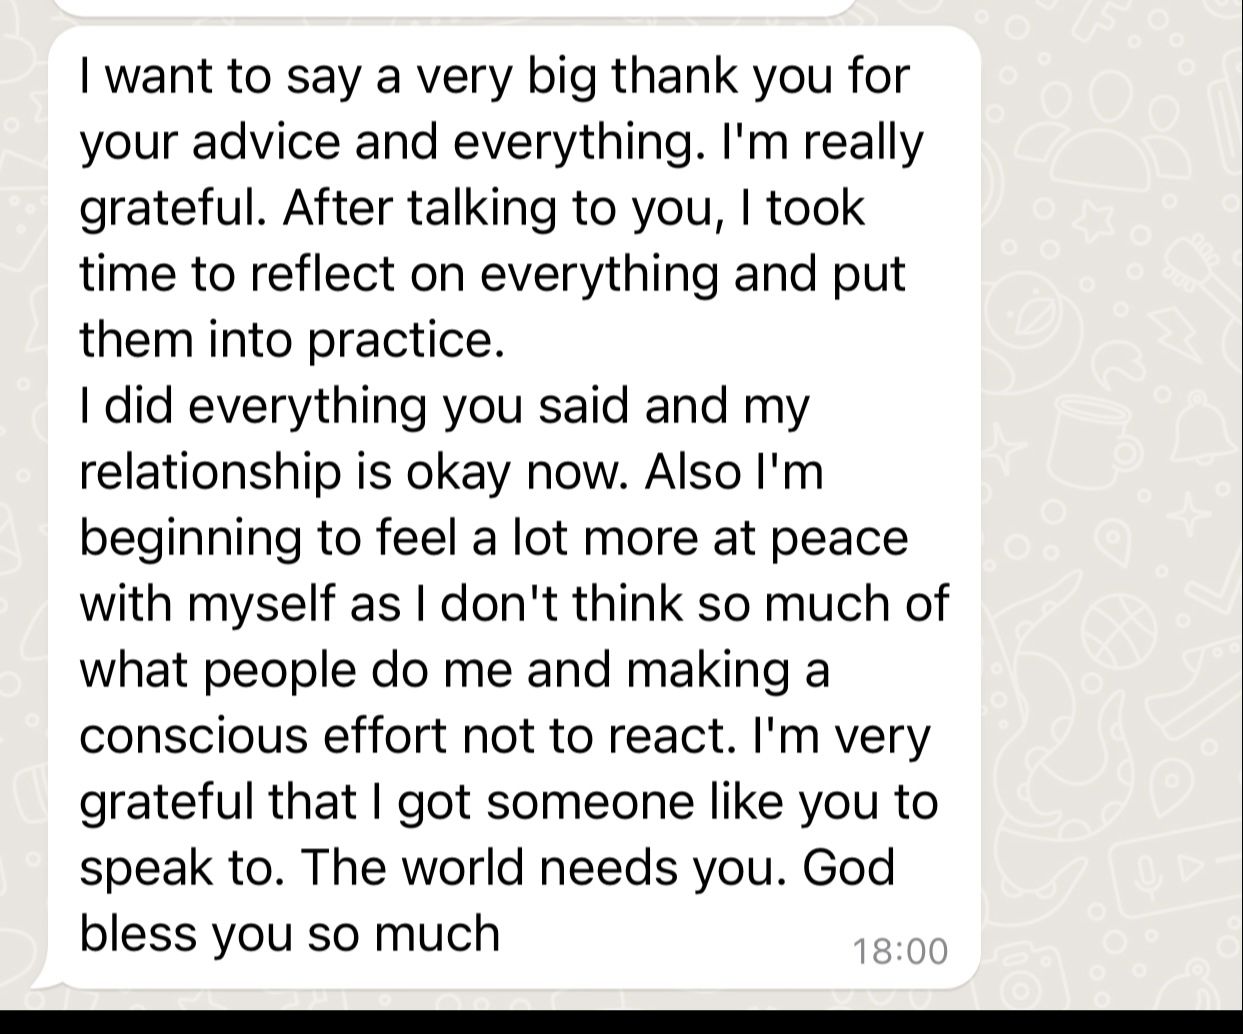 I want to say a very big thank you for
your advice and everything. I'm really
grateful. After talking to you, I took
time to reflect on everything and put
them into practice.
I did everything you said and my
relationship is okay now. Also I'm
beginning to feel a lot more at peace
with myself as I don't think so much of
what people do me and making a
conscious effort not to react. I'm very
grateful that I got someone like you to
speak to. The world needs you. God
bless you so much
18:00